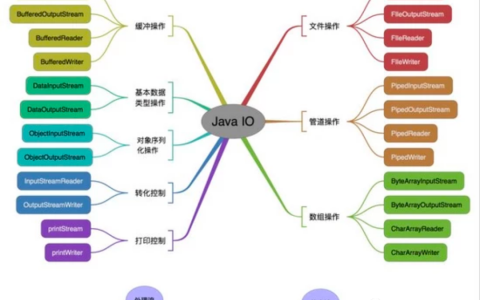 BufferedOutputStream
BufferedReader
BufferedWriter
缓冲操作
DataInputStream
DataOutputStream
基本数据
类型操作
ObjectInputStream
ObjectOutputStream
对象序列
化操作
InputStreamReader
OutputStreamWriter
转化控制
printStream
printWriter
打印控制
Java IO
文件操作
FileOutputStream
FileReader
FileWriter
管道操作
PipedInputStream
PipedOutputStream
PipedReader
PipedWriter
数组操作
ByteArrayInputStream
ByteArrayOutputStream
CharArrayReader
CharArrayWriter